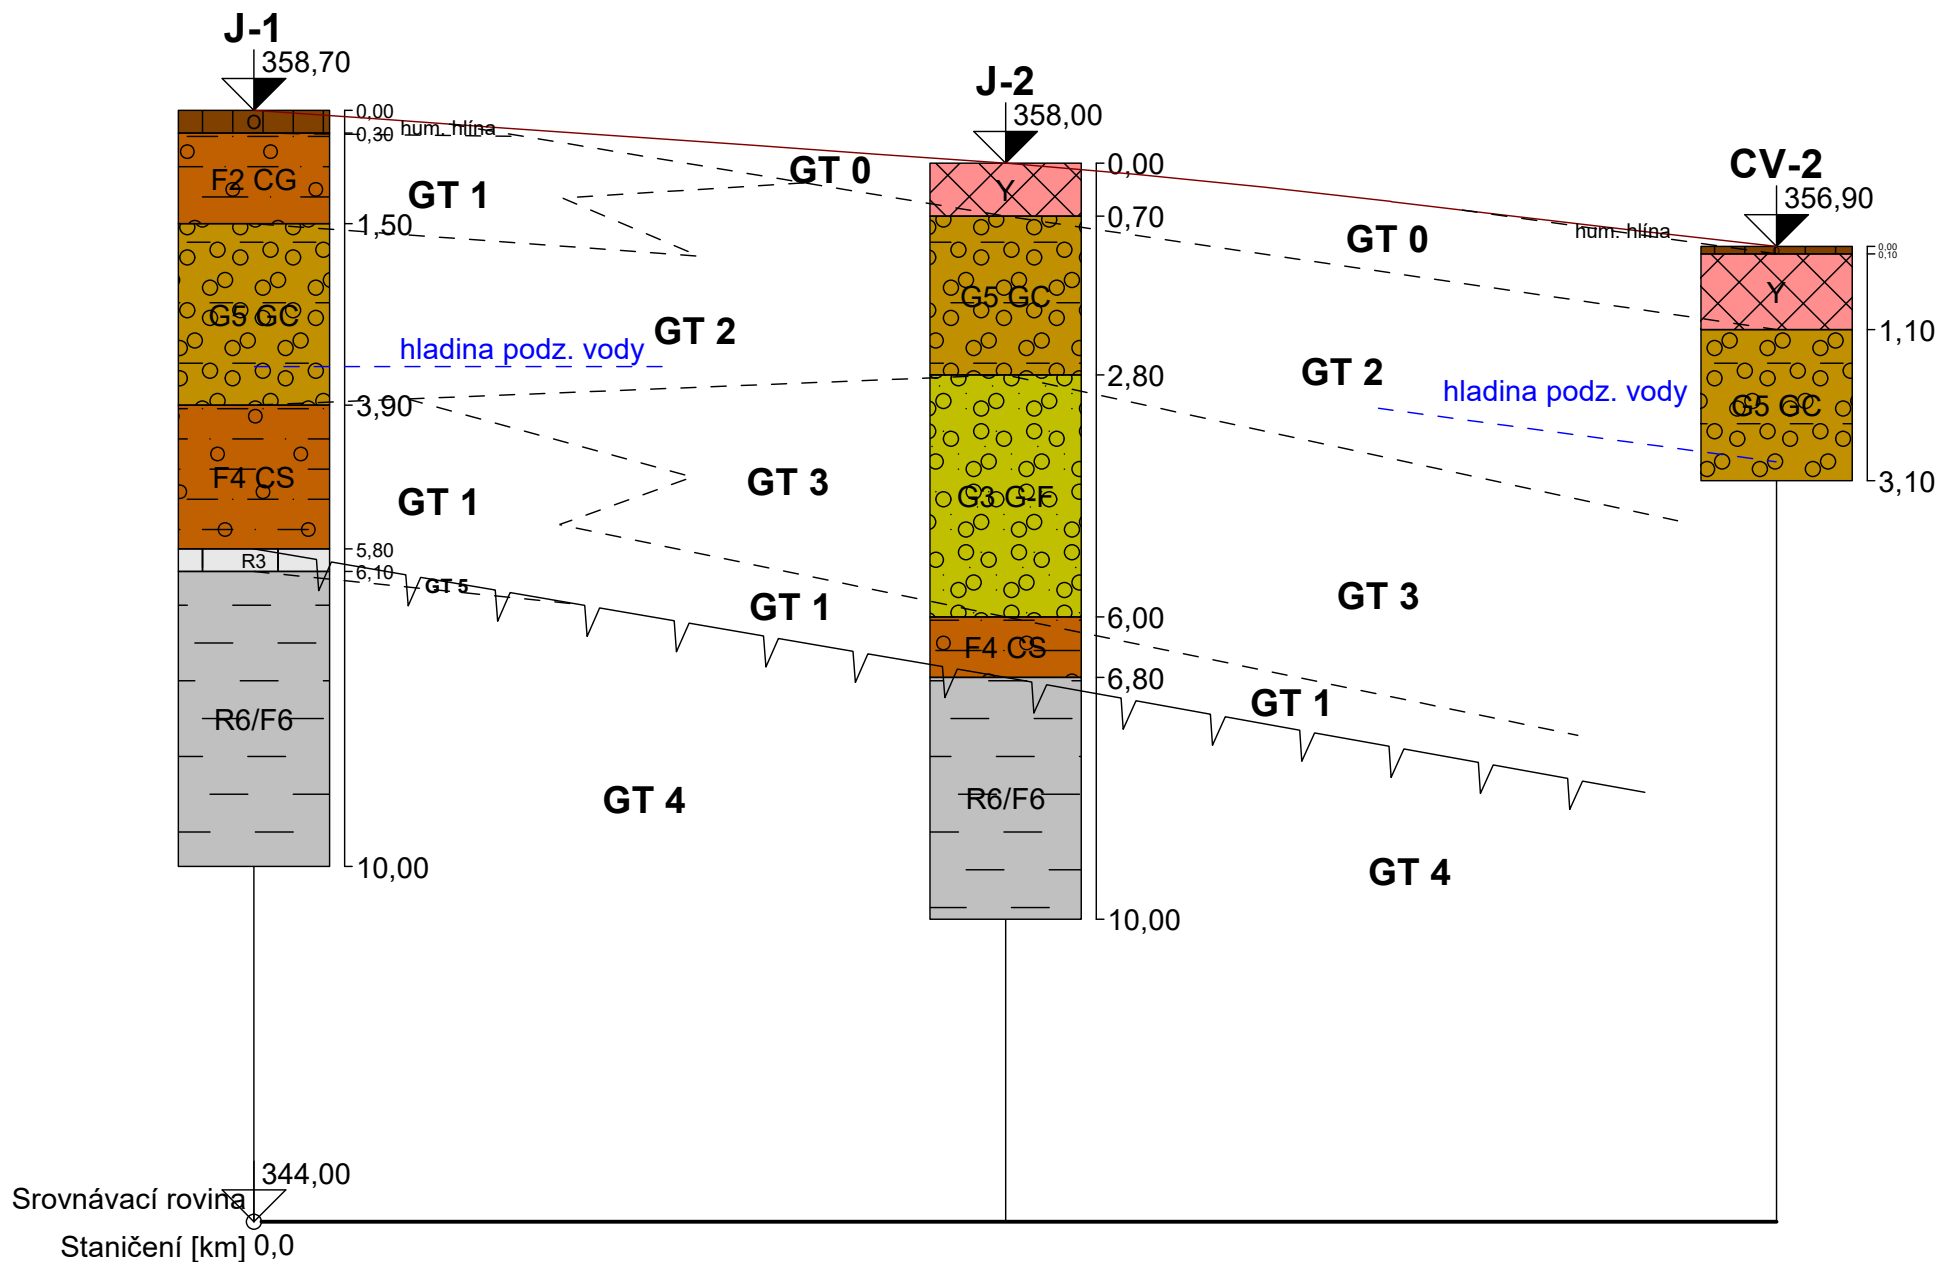 J-1
358,70
0,00
0,30
hum. hlína
O
F2 CG
1,50
G5 GC
hladina podz. vody
3,90
F4 CS
5,80
R3
6,10
R6/F6
10,00
GT 1
GT 0
GT 2
GT 3
GT 1
GT 5
GT 1
GT 4
J-2
358,00
0,00
Y
0,70
G5 GC
2,80
G3 G-F
6,00
F4 CS
6,80
R6/F6
10,00
GT 0
GT 2
GT 3
GT 1
GT 4
CV-2
356,90
hum. hlína
0,00
0,10
Y
1,10
hladina podz. vody
G5 GC
3,10
344,00
Srovnávací rovina
Staničení [km] 0,0